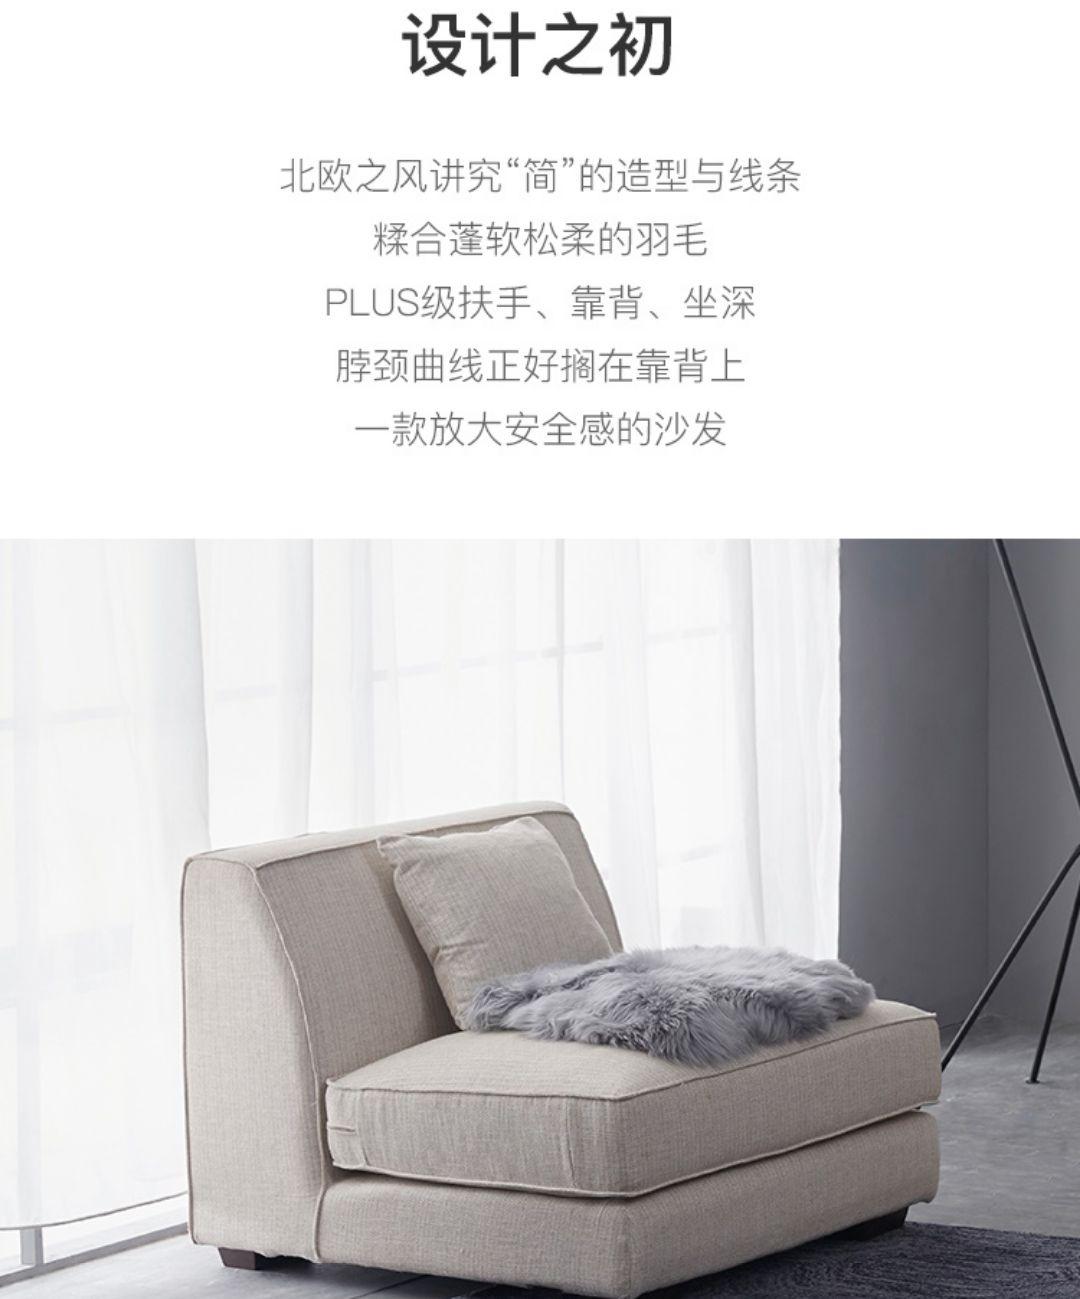 设计之初
北欧之风讲究“简”的造型与线条
糅合蓬软松柔的羽毛
PLUS级扶手、靠背、坐深
脖颈曲线正好搁在靠背上
一款放大安全感的沙发